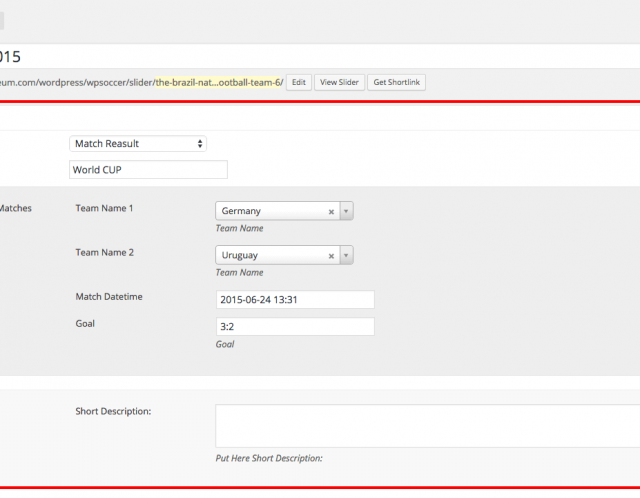 2015
eum.com/wordpress/wpsoccer/slider/the-brazil-nat...ootball-team-6/ Edit View Slider Get Shortlink
Match Reasult
World CUP
Matches Team Name 1 Germany ×
Team Name
Team Name 2 Uruguay ×
Team Name
Match Datetime 2015-06-24 13:31
Goal 3:2
Goal
Short Description:
Put Here Short Description: